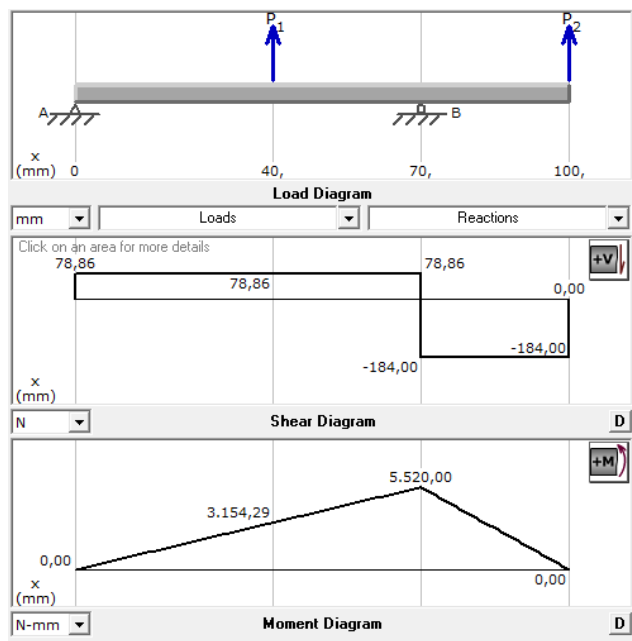 P1 P2
A B
x
(mm) 0 40, 70, 100,
Load Diagram
mm Loads Reactions
Click on an area for more details
+V
78,86 78,86
78,86 0,00
-184,00
-184,00
x
(mm)
N Shear Diagram D
+M
5.520,00
3.154,29
0,00
0,00
x
(mm)
N-mm Moment Diagram D